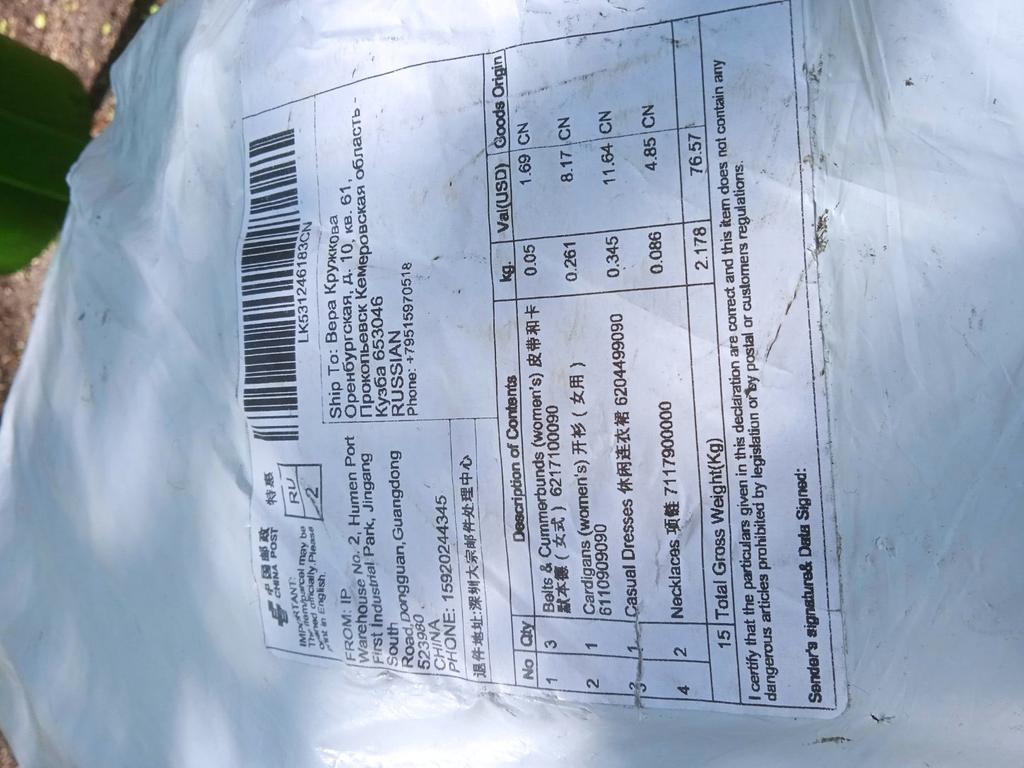 中国邮政 特惠
CHINA POST
RU
2
IMPORTANT:
The item/parcel may be
opened officially. Please
print in English.
LK531246183CN
FROM: IP
Warehouse No. 2, Humen Port
First Industrial Park, Jingang
South
Road,Dongguan,Guangdong
523980
CHINA
PHONE: 15920244345
Ship To: Вера Кружкова
Оренбургская, д. 10, кв. 61,
Прокопьевск Кемеровская область -
Кузба 653046
RUSSIAN
Phone: +79515970518
退件地址:深圳大宗邮件处理中心
No Qty Description of Contents kg. Val(USD) Goods Origin
1 3 Belts & Cummerbunds (women's) 皮带和卡 0.05 1.69 CN
默本德(女式)6217100090
2 1 Cardigans (women's) 开衫(女用) 0.261 8.17 CN
6110909090
3 1 Casual Dresses 休闲连衣裙 6204499090 0.345 11.64 CN
4 2 Necklaces 项链 7117900000 0.086 4.85 CN
15 Total Gross Weight(Kg) 2.178 76.57
I certify that the particulars given in this declaration are correct and this item does not contain any
dangerous articles prohibited by legislation or by postal or customers regulations.
Sender's signature& Data Signed: